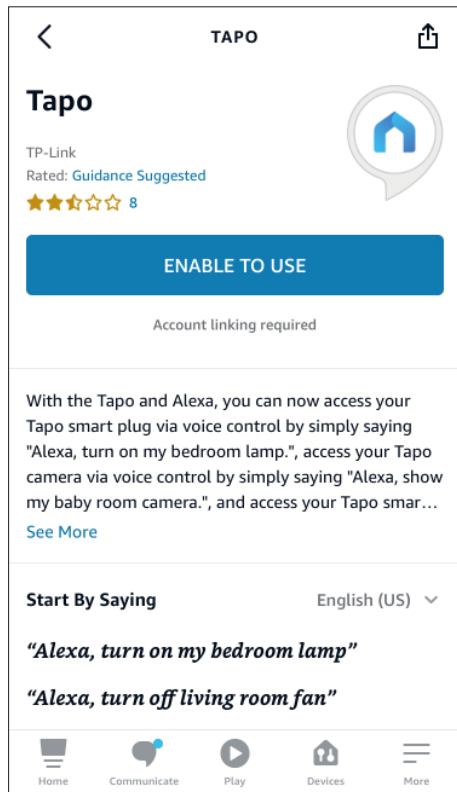 TAPO
Tapo
TP-Link
Rated: Guidance Suggested
8
ENABLE TO USE
Account linking required
With the Tapo and Alexa, you can now access your
Tapo smart plug via voice control by simply saying
"Alexa, turn on my bedroom lamp.", access your Tapo
camera via voice control by simply saying "Alexa, show
my baby room camera.", and access your Tapo smar...
See More
Start By Saying
English (US)
“Alexa, turn on my bedroom lamp”
“Alexa, turn off living room fan”
Home
Communicate
Play
Devices
More